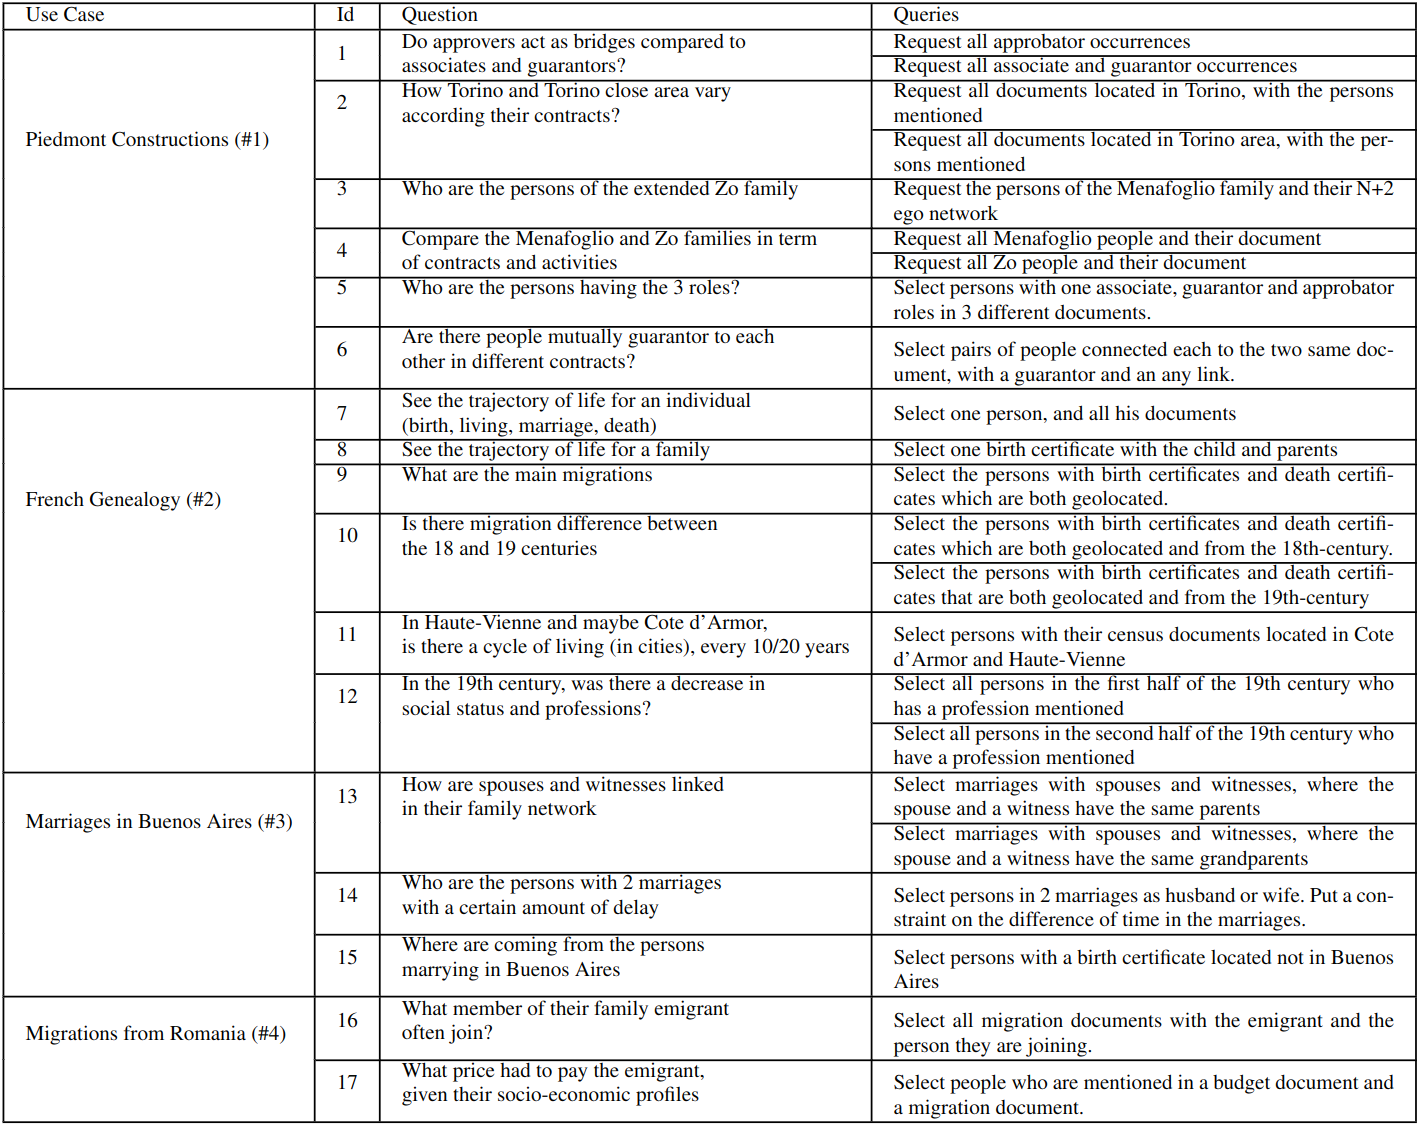 Use Case Id Question Queries
Piedmont Constructions (#1)
1
Do approvers act as bridges compared to
associates and guarantors?
Request all approbator occurrences
Request all associate and guarantor occurrences
2
How Torino and Torino close area vary
according their contracts?
Request all documents located in Torino, with the persons
mentioned
Request all documents located in Torino area, with the per-
sons mentioned
3
Who are the persons of the extended Zo family
Request the persons of the Menafoglio family and their N+2
ego network
4
Compare the Menafoglio and Zo families in term
of contracts and activities
Request all Menafoglio people and their document
Request all Zo people and their document
5
Who are the persons having the 3 roles?
Select persons with one associate, guarantor and approbator
roles in 3 different documents.
6
Are there people mutually guarantor to each
other in different contracts?
Select pairs of people connected each to the two same doc-
ument, with a guarantor and an any link.
French Genealogy (#2)
7
See the trajectory of life for an individual
(birth, living, marriage, death)
Select one person, and all his documents
8
See the trajectory of life for a family
Select one birth certificate with the child and parents
9
What are the main migrations
Select the persons with birth certificates and death certifi-
cates which are both geolocated.
10
Is there migration difference between
the 18 and 19 centuries
Select the persons with birth certificates and death certifi-
cates which are both geolocated and from the 18th-century.
Select the persons with birth certificates and death certifi-
cates that are both geolocated and from the 19th-century
11
In Haute-Vienne and maybe Cote d'Armor,
is there a cycle of living (in cities), every 10/20 years
Select persons with their census documents located in Cote
d'Armor and Haute-Vienne
12
In the 19th century, was there a decrease in
social status and professions?
Select all persons in the first half of the 19th century who
has a profession mentioned
Select all persons in the second half of the 19th century who
have a profession mentioned
Marriages in Buenos Aires (#3)
13
How are spouses and witnesses linked
in their family network
Select marriages with spouses and witnesses, where the
spouse and a witness have the same parents
Select marriages with spouses and witnesses, where the
spouse and a witness have the same grandparents
14
Who are the persons with 2 marriages
with a certain amount of delay
Select persons in 2 marriages as husband or wife. Put a con-
straint on the difference of time in the marriages.
15
Where are coming from the persons
marrying in Buenos Aires
Select persons with a birth certificate located not in Buenos
Aires
Migrations from Romania (#4)
16
What member of their family emigrant
often join?
Select all migration documents with the emigrant and the
person they are joining.
17
What price had to pay the emigrant,
given their socio-economic profiles
Select people who are mentioned in a budget document and
a migration document.